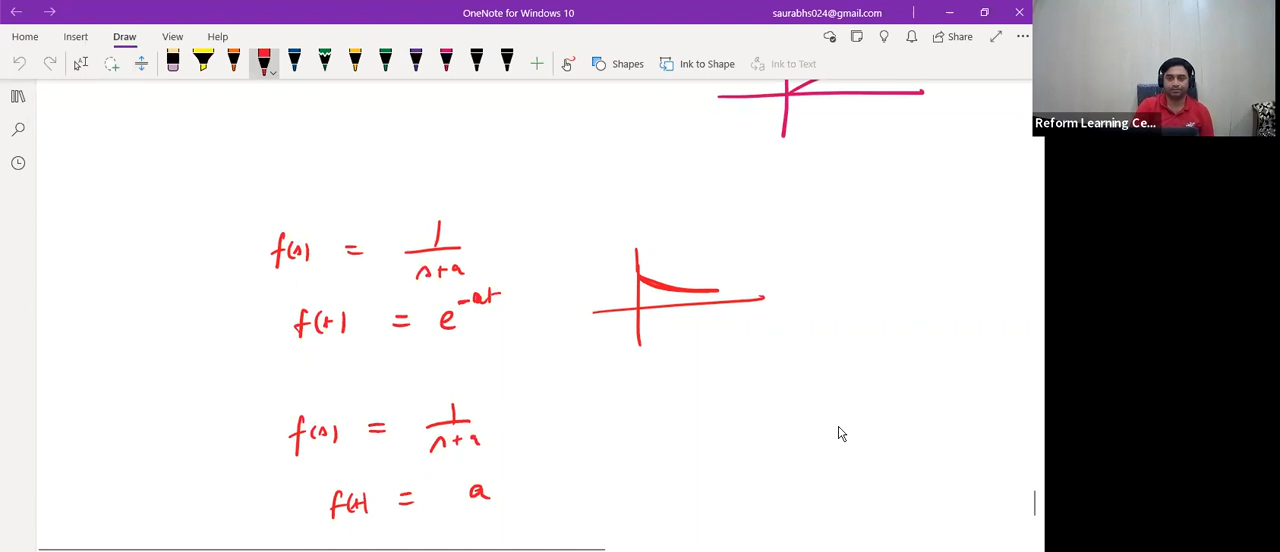 OneNote for Windows 10
saurabhs024@gmail.com
Home Insert Draw View Help
Share
Shapes
Ink to Shape
Ink to Text
Reform Learning Ce...
f(s) = 1/(s+a)
f(t) = e^{-at}
f(s) = 1/(s+a)
f(t) = a